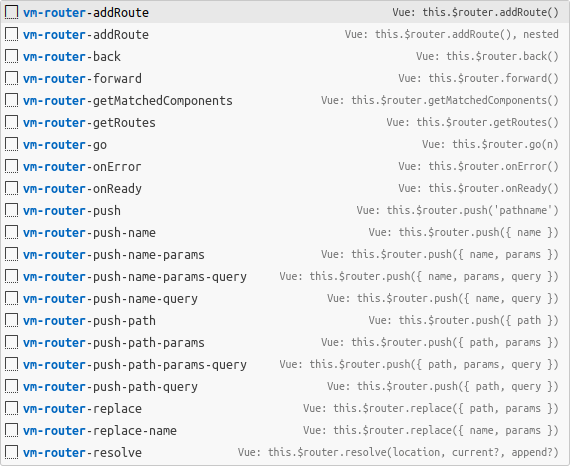 vm-router-addRoute Vue: this.$router.addRoute()
vm-router-addRoute Vue: this.$router.addRoute(), nested
vm-router-back Vue: this.$router.back()
vm-router-forward Vue: this.$router.forward()
vm-router-getMatchedComponents Vue: this.$router.getMatchedComponents()
vm-router-getRoutes Vue: this.$router.getRoutes()
vm-router-go Vue: this.$router.go(n)
vm-router-onError Vue: this.$router.onError()
vm-router-onReady Vue: this.$router.onReady()
vm-router-push Vue: this.$router.push('pathname')
vm-router-push-name Vue: this.$router.push({ name })
vm-router-push-name-params Vue: this.$router.push({ name, params })
vm-router-push-name-params-query Vue: this.$router.push({ name, params, query })
vm-router-push-name-query Vue: this.$router.push({ name, query })
vm-router-push-path Vue: this.$router.push({ path })
vm-router-push-path-params Vue: this.$router.push({ path, params })
vm-router-push-path-params-query Vue: this.$router.push({ path, params, query })
vm-router-push-path-query Vue: this.$router.push({ path, query })
vm-router-replace Vue: this.$router.replace({ path, params })
vm-router-replace-name Vue: this.$router.replace({ name, params })
vm-router-resolve Vue: this.$router.resolve(location, current?, append?)